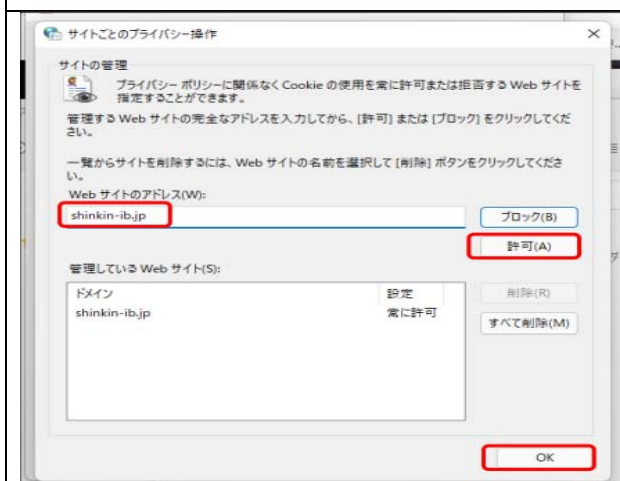 サイトごとのプライバシー操作
サイトの管理
プライバシー ポリシーに関係なく Cookie の使用を常に許可または拒否する Web サイトを
指定することができます。
管理する Web サイトの完全なアドレスを入力してから、[許可] または [ブロック] をクリックしてくだ
さい。
一覧からサイトを削除するには、Web サイトの名前を選択して [削除] ボタンをクリックしてくださ
い。
Web サイトのアドレス(W):
shinkin-ib.jp
ブロック(B)
許可(A)
管理している Web サイト(S):
ドメイン 設定
削除(R)
shinkin-ib.jp 常に許可
すべて削除(M)
OK